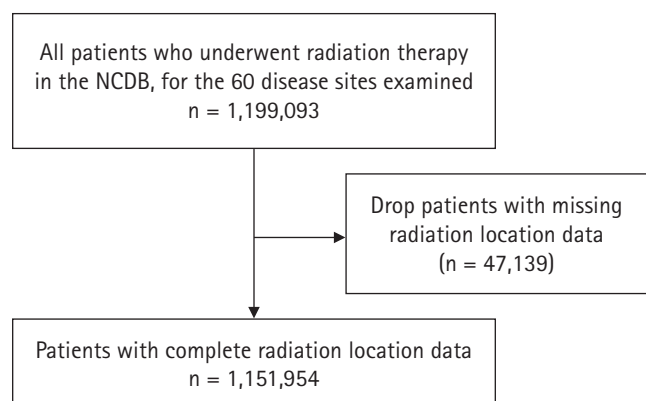 All patients who underwent radiation therapy
in the NCDB, for the 60 disease sites examined
n = 1,199,093
Drop patients with missing
radiation location data
(n = 47,139)
Patients with complete radiation location data
n = 1,151,954